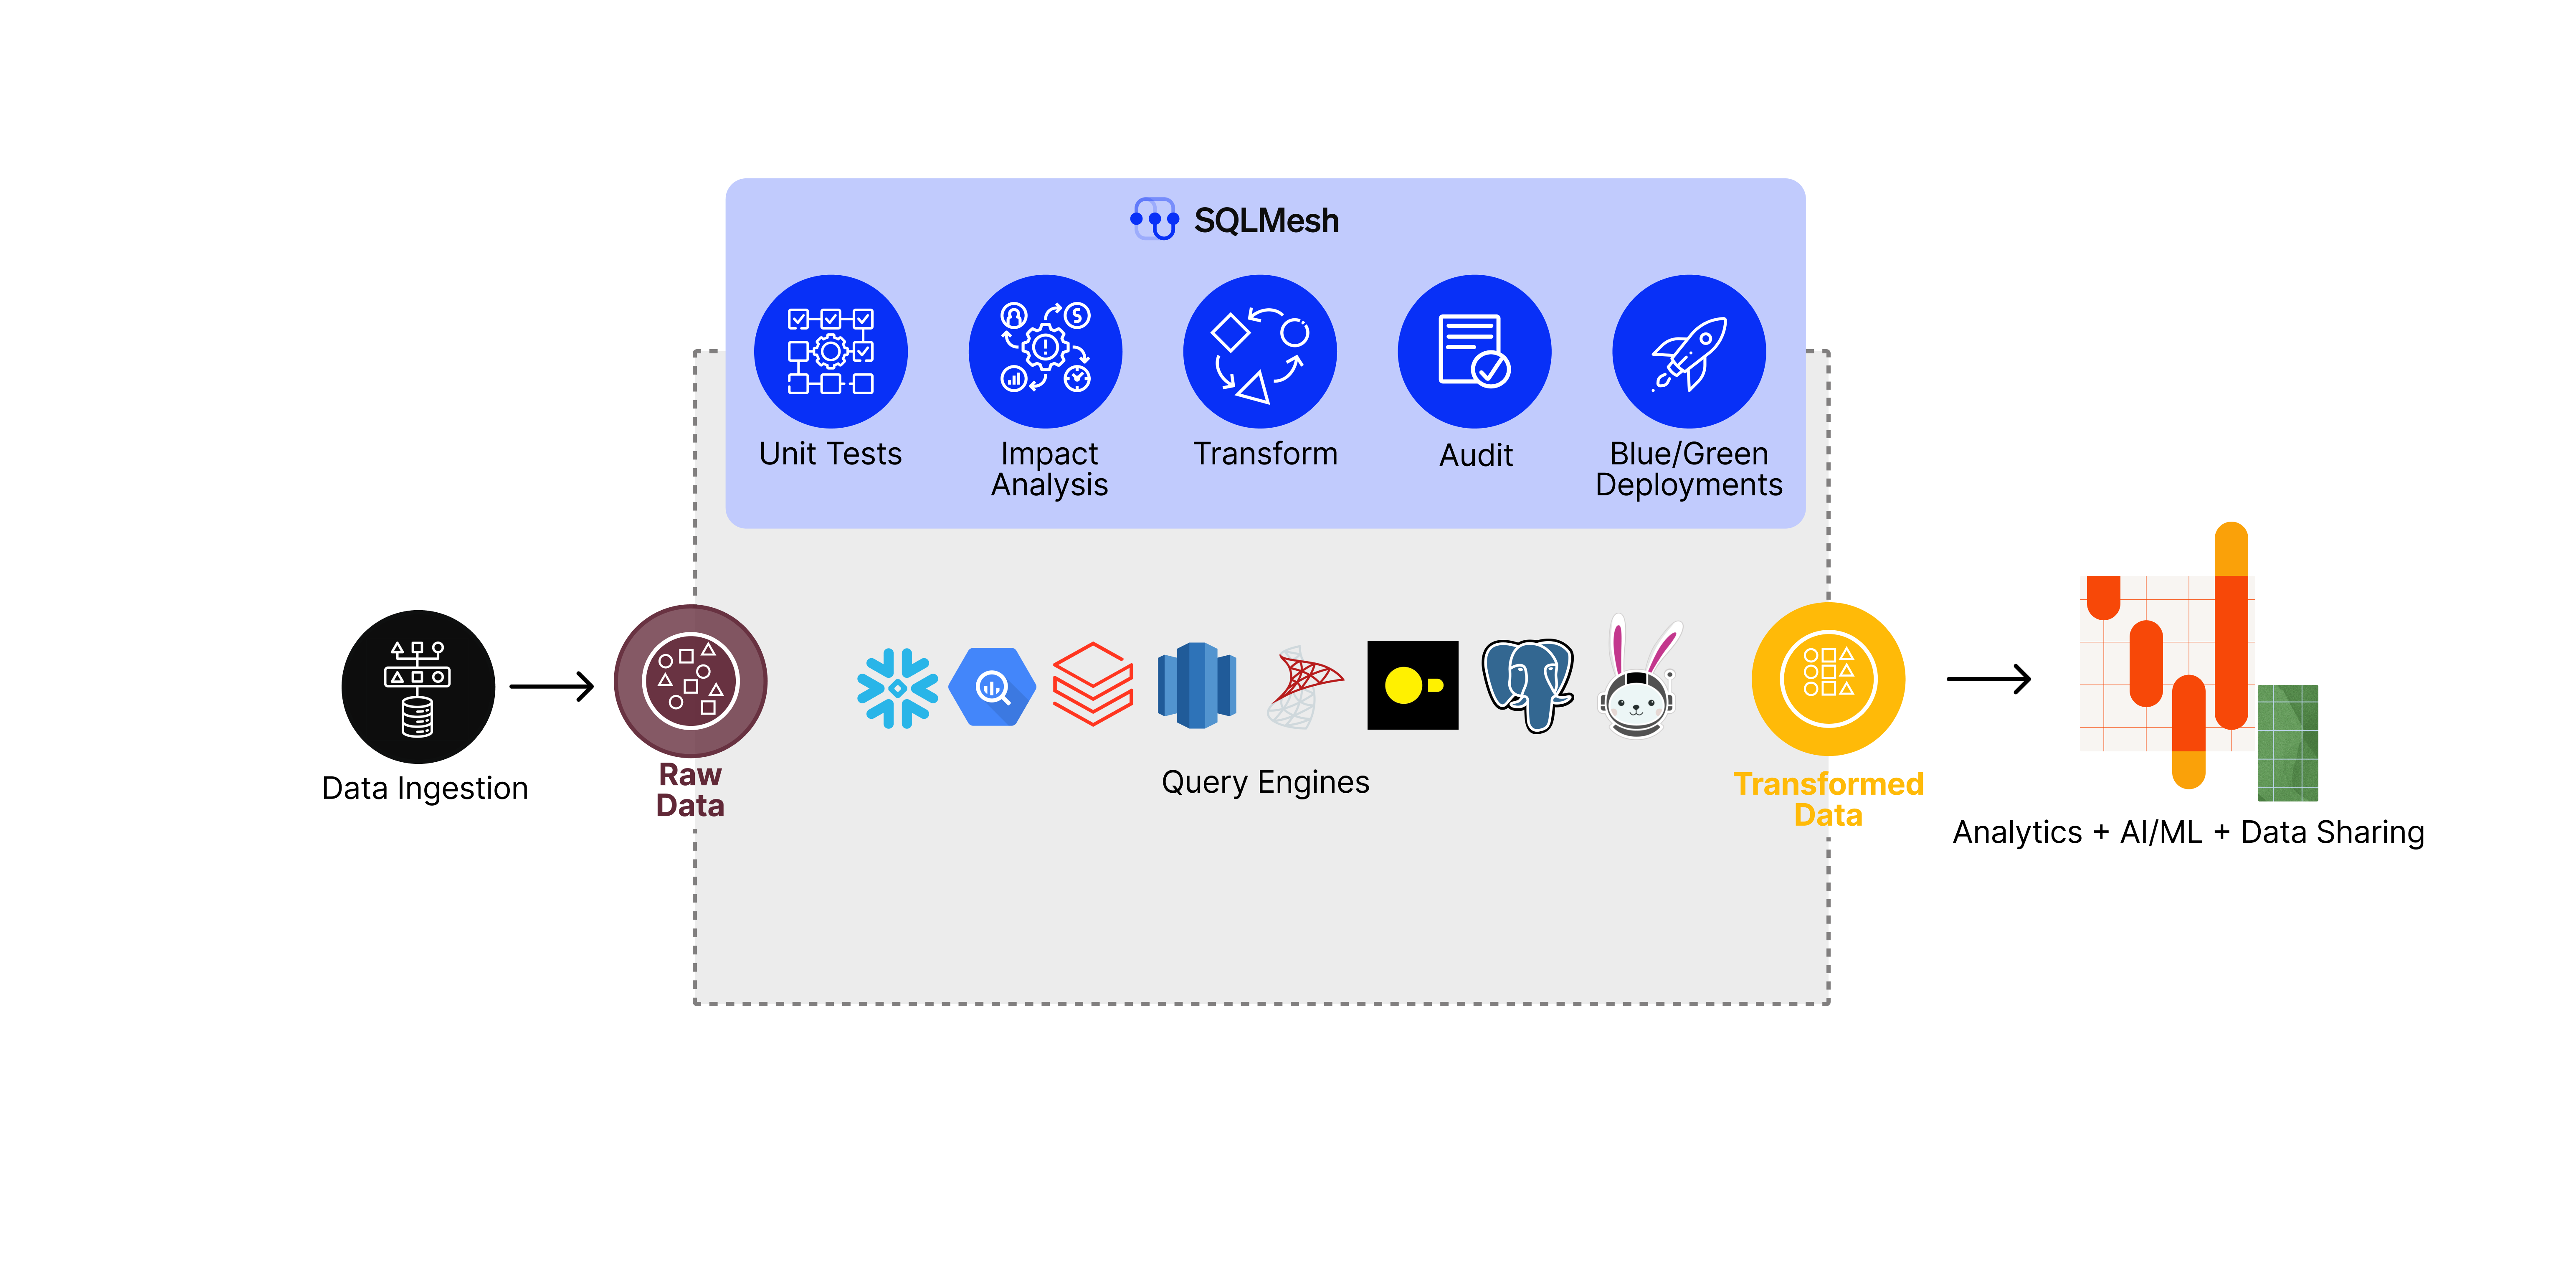 SQLMesh
Unit Tests
Impact
Analysis
Transform
Audit
Blue/Green
Deployments
Data Ingestion
Raw
Data
Query Engines
Transformed
Data
Analytics + AI/ML + Data Sharing